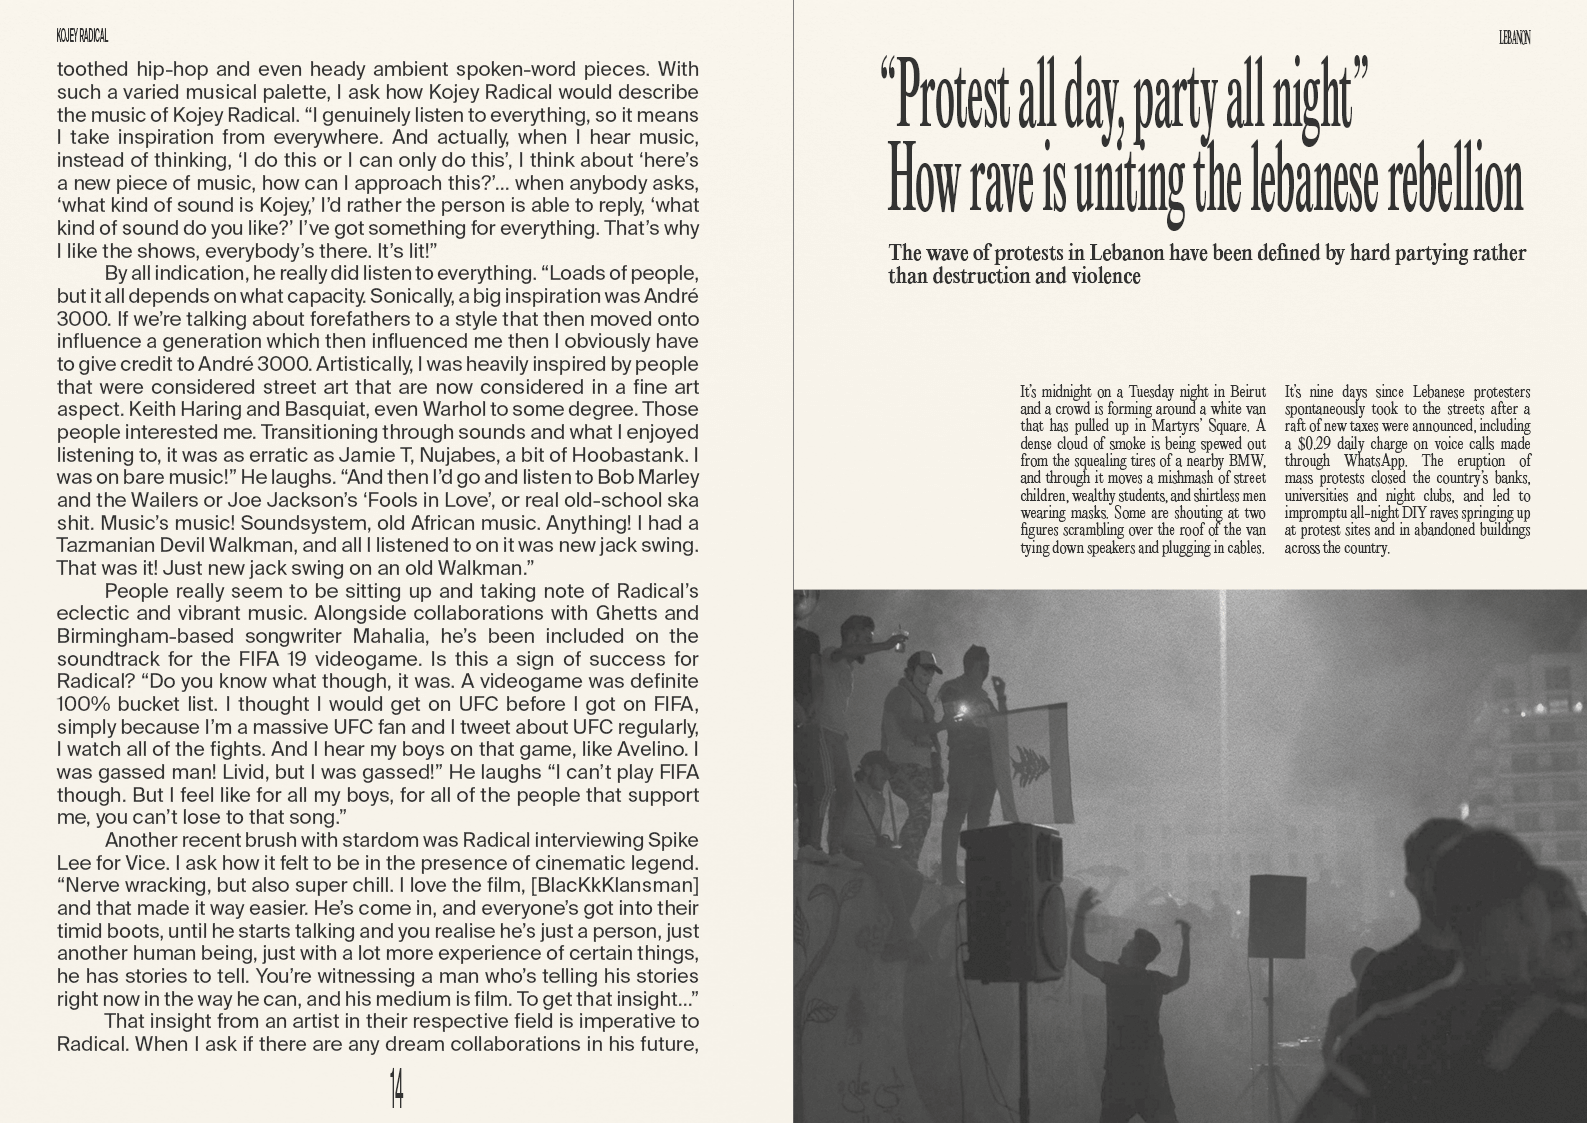 KOJEY RADICAL
toothed hip-hop and even heady ambient spoken-word pieces. With
such a varied musical palette, I ask how Kojey Radical would describe
the music of Kojey Radical. “I genuinely listen to everything, so it means
I take inspiration from everywhere. And actually, when I hear music,
instead of thinking, ‘I do this or I can only do this’, I think about ‘here’s
a new piece of music, how can I approach this?’... when anybody asks,
‘what kind of sound is Kojey,’ I’d rather the person is able to reply, ‘what
kind of sound do you like?’ I’ve got something for everything. That’s why
I like the shows, everybody’s there. It’s lit!”
By all indication, he really did listen to everything. “Loads of people,
but it all depends on what capacity. Sonically, a big inspiration was André
3000. If we’re talking about forefathers to a style that then moved onto
influence a generation which then influenced me then I obviously have
to give credit to André 3000. Artistically, I was heavily inspired by people
that were considered street art that are now considered in a fine art
aspect. Keith Haring and Basquiat, even Warhol to some degree. Those
people interested me. Transitioning through sounds and what I enjoyed
listening to, it was as erratic as Jamie T, Nujabes, a bit of Hoobastank. I
was on bare music!” He laughs. “And then I’d go and listen to Bob Marley
and the Wailers or Joe Jackson’s ‘Fools in Love’, or real old-school ska
shit. Music’s music! Soundsystem, old African music. Anything! I had a
Tazmanian Devil Walkman, and all I listened to on it was new jack swing.
That was it! Just new jack swing on an old Walkman.”
People really seem to be sitting up and taking note of Radical’s
eclectic and vibrant music. Alongside collaborations with Ghetts and
Birmingham-based songwriter Mahalia, he’s been included on the
soundtrack for the FIFA 19 videogame. Is this a sign of success for
Radical? “Do you know what though, it was. A videogame was definite
100% bucket list. I thought I would get on UFC before I got on FIFA,
simply because I’m a massive UFC fan and I tweet about UFC regularly,
I watch all of the fights. And I hear my boys on that game, like Avelino. I
was gassed man! Livid, but I was gassed!” He laughs “I can’t play FIFA
though. But I feel like for all my boys, for all of the people that support
me, you can’t lose to that song.”
Another recent brush with stardom was Radical interviewing Spike
Lee for Vice. I ask how it felt to be in the presence of cinematic legend.
“Nerve wracking, but also super chill. I love the film, [BlacKkKlansman]
and that made it way easier. He’s come in, and everyone’s got into their
timid boots, until he starts talking and you realise he’s just a person, just
another human being, just with a lot more experience of certain things,
he has stories to tell. You’re witnessing a man who’s telling his stories
right now in the way he can, and his medium is film. To get that insight...”
That insight from an artist in their respective field is imperative to
Radical. When I ask if there are any dream collaborations in his future,
14
LEBANON
“Protest all day, party all night”
How rave is uniting the lebanese rebellion
The wave of protests in Lebanon have been defined by hard partying rather
than destruction and violence
It’s midnight on a Tuesday night in Beirut
and a crowd is forming around a white van
that has pulled up in Martyrs’ Square. A
dense cloud of smoke is being spewed out
from the squealing tires of a nearby BMW,
and through it moves a mishmash of street
children, wealthy students, and shirtless men
wearing masks. Some are shouting at two
figures scrambling over the roof of the van
tying down speakers and plugging in cables.
It’s nine days since Lebanese protesters
spontaneously took to the streets after a
raft of new taxes were announced, including
a $0.29 daily charge on voice calls made
through WhatsApp. The eruption of
mass protests closed the country’s banks,
universities and night clubs, and led to
impromptu all-night DIY raves springing up
at protest sites and in abandoned buildings
across the country.